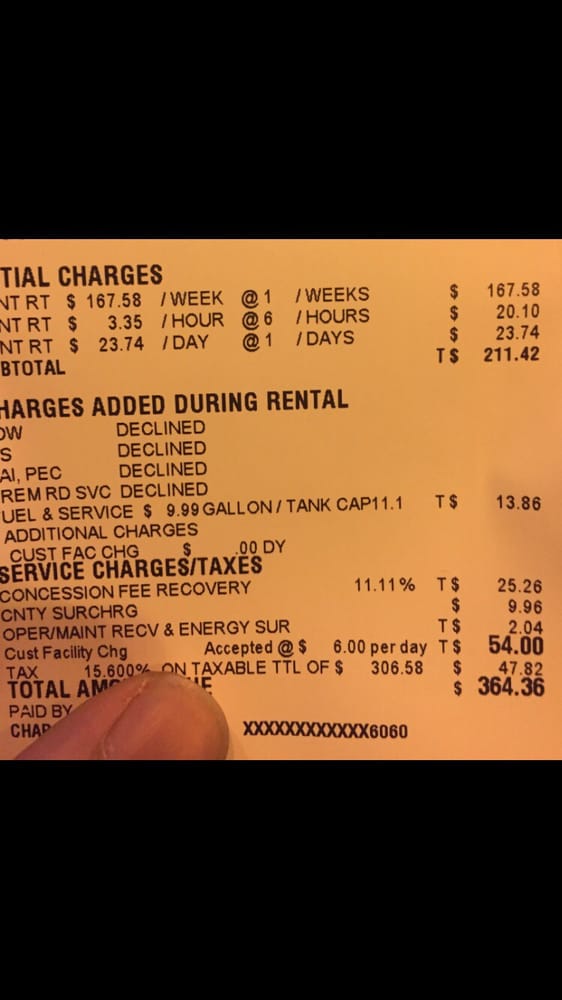 TIAL CHARGES
NT RT $ 167.58 / WEEK @ 1 / WEEKS $ 167.58
NT RT $ 3.35 / HOUR @ 6 / HOURS $ 20.10
NT RT $ 23.74 / DAY @ 1 / DAYS $ 23.74
BTOTAL T $ 211.42
HARGES ADDED DURING RENTAL
OW DECLINED
S DECLINED
AI, PEC DECLINED
REM RD SVC DECLINED
UEL & SERVICE $ 9.99 GALLON / TANK CAP11.1 T $ 13.86
ADDITIONAL CHARGES
CUST FAC CHG $ .00 DY
SERVICE CHARGES/TAXES
CONCESSION FEE RECOVERY 11.11% T $ 25.26
CNTY SURCHRG $ 9.96
OPER/MAINT RECV & ENERGY SUR T $ 2.04
Cust Facility Chg Accepted @ $ 6.00 per day T $ 54.00
TAX 15.600% ON TAXABLE TTL OF $ 306.58 $ 47.82
TOTAL AMO UE $ 364.36
PAID BY
CHAR XXXXXXXXXXXX6060